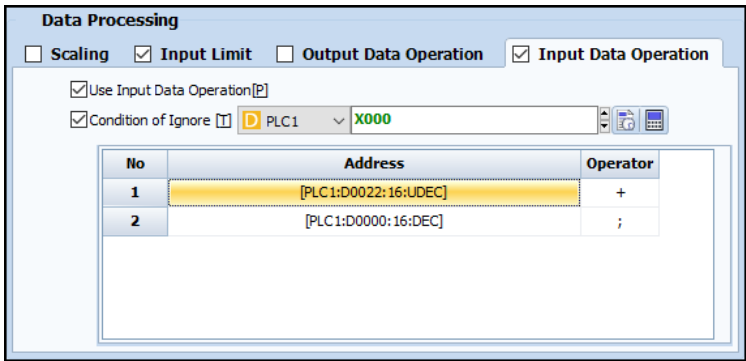 Data Processing
Scaling Input Limit Output Data Operation Input Data Operation
Use Input Data Operation[P]
Condition of Ignore [T] D PLC1 X000
No Address Operator
1 [PLC1:D0022:16:UDEC] +
2 [PLC1:D0000:16:DEC] ;